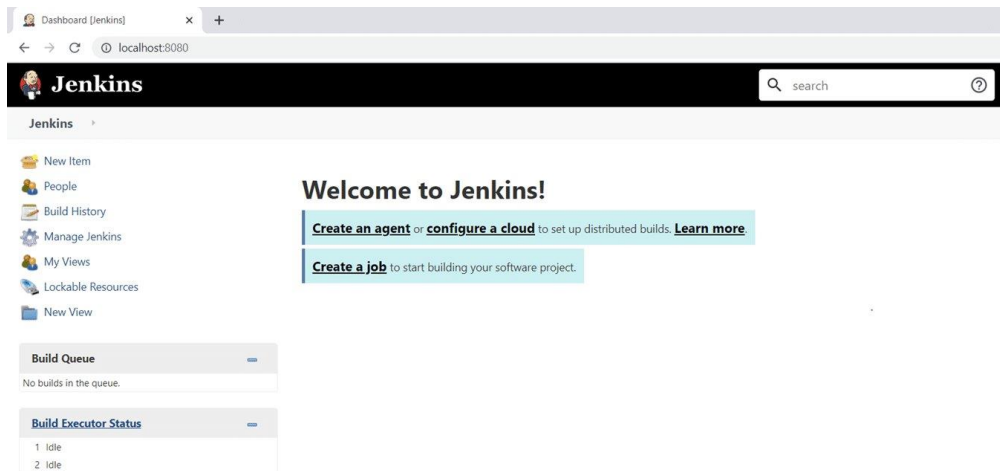 Dashboard [Jenkins]
localhost:8080
Jenkins
search
Jenkins
New Item
People
Build History
Manage Jenkins
My Views
Lockable Resources
New View
Build Queue
No builds in the queue.
Build Executor Status
1 Idle
2 Idle
Welcome to Jenkins!
Create an agent or configure a cloud to set up distributed builds. Learn more.
Create a job to start building your software project.